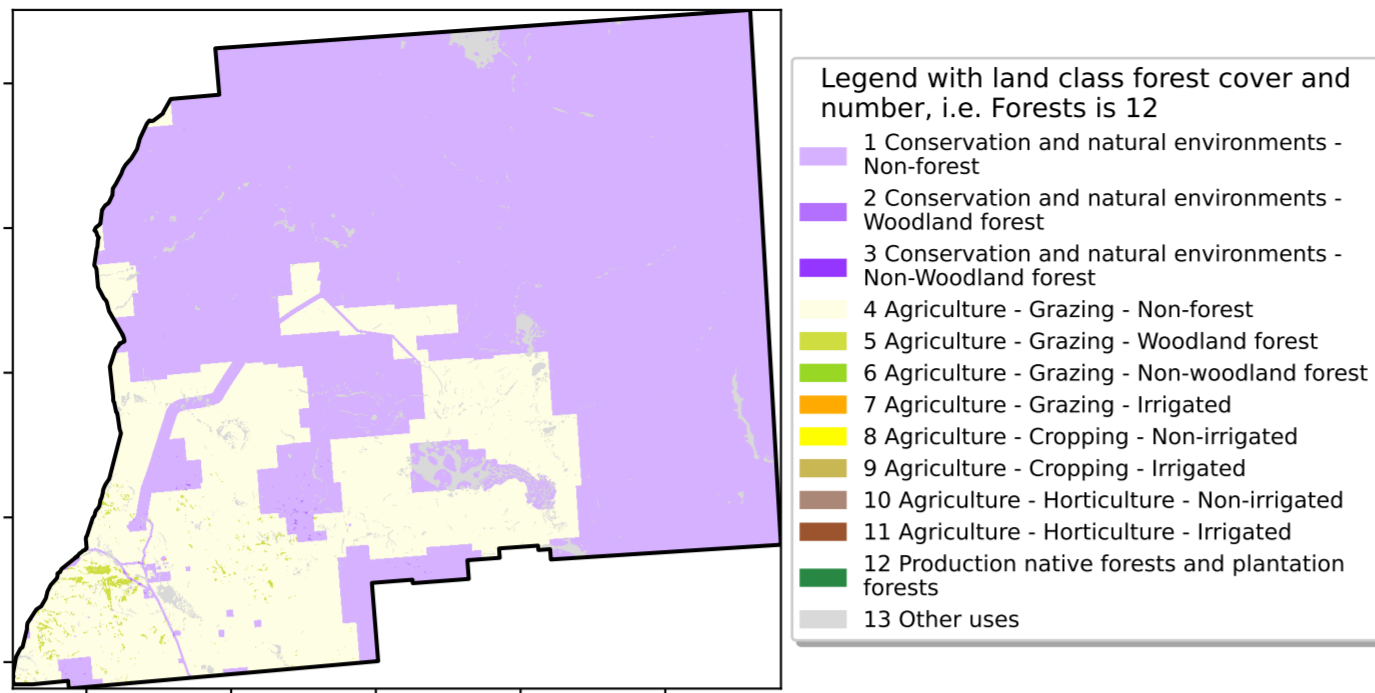 Legend with land class forest cover and
number, i.e. Forests is 12
1 Conservation and natural environments -
Non-forest
2 Conservation and natural environments -
Woodland forest
3 Conservation and natural environments -
Non-Woodland forest
4 Agriculture - Grazing - Non-forest
5 Agriculture - Grazing - Woodland forest
6 Agriculture - Grazing - Non-woodland forest
7 Agriculture - Grazing - Irrigated
8 Agriculture - Cropping - Non-irrigated
9 Agriculture - Cropping - Irrigated
10 Agriculture - Horticulture - Non-irrigated
11 Agriculture - Horticulture - Irrigated
12 Production native forests and plantation
forests
13 Other uses